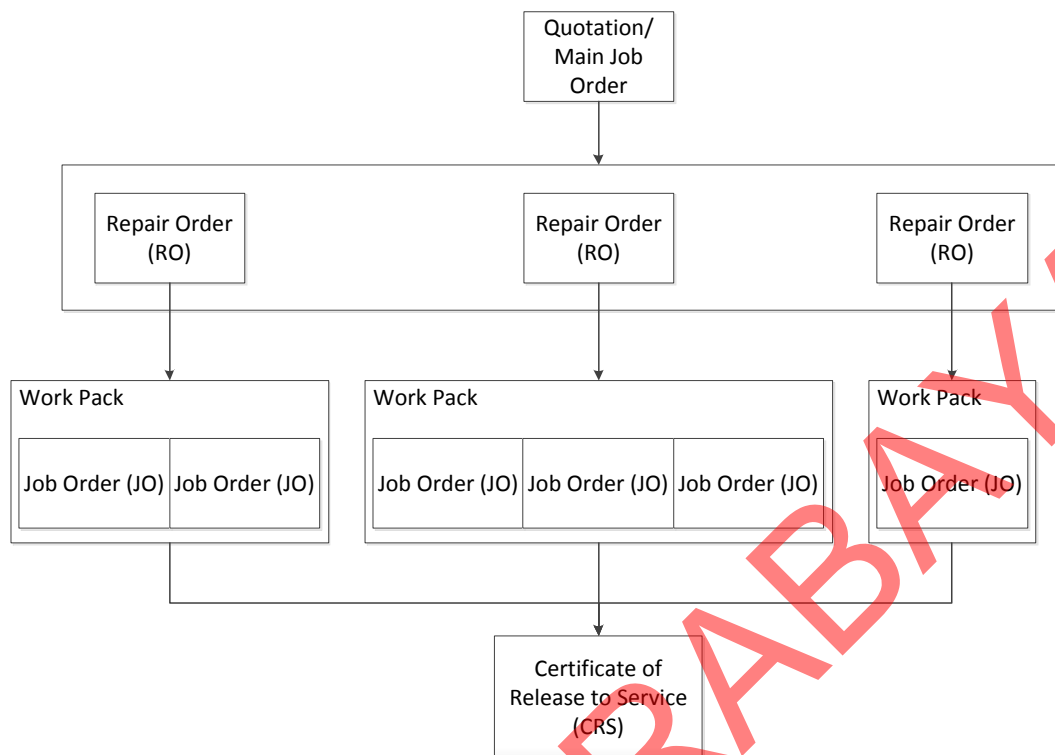 Quotation/
Main Job
Order
Repair Order
(RO)
Repair Order
(RO)
Repair Order
(RO)
Work Pack
Job Order (JO)
Job Order (JO)
Work Pack
Job Order (JO)
Job Order (JO)
Job Order (JO)
Work Pack
Job Order (JO)
Certificate of
Release to Service
(CRS)
RABAYA